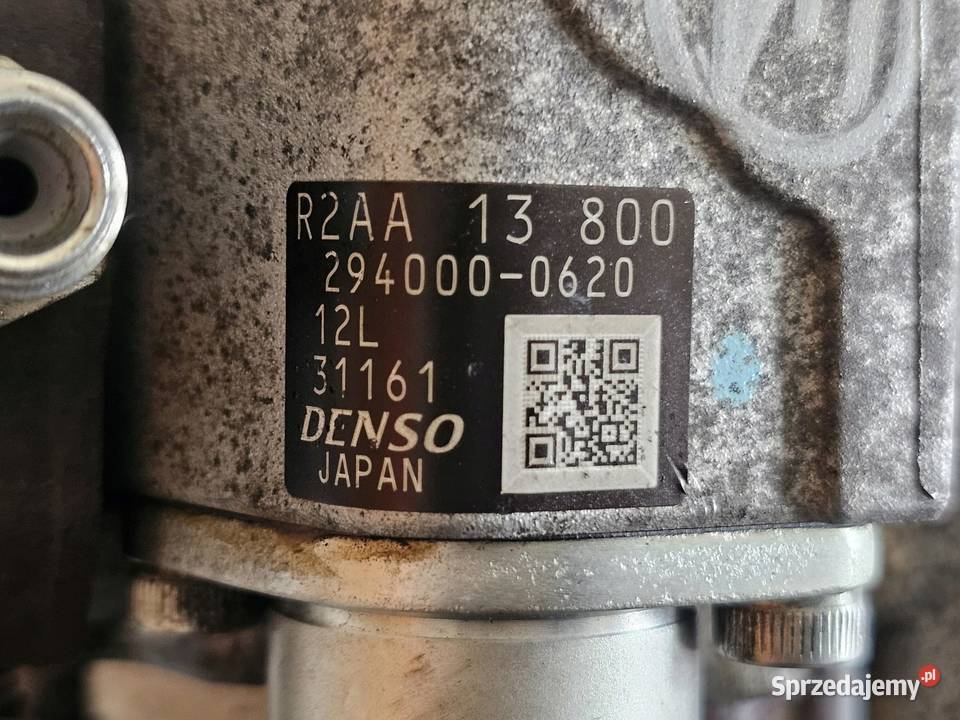 R2AA 13 800
294000-0620
12L
31161
DENSO
JAPAN
Sprzedajemy.pl